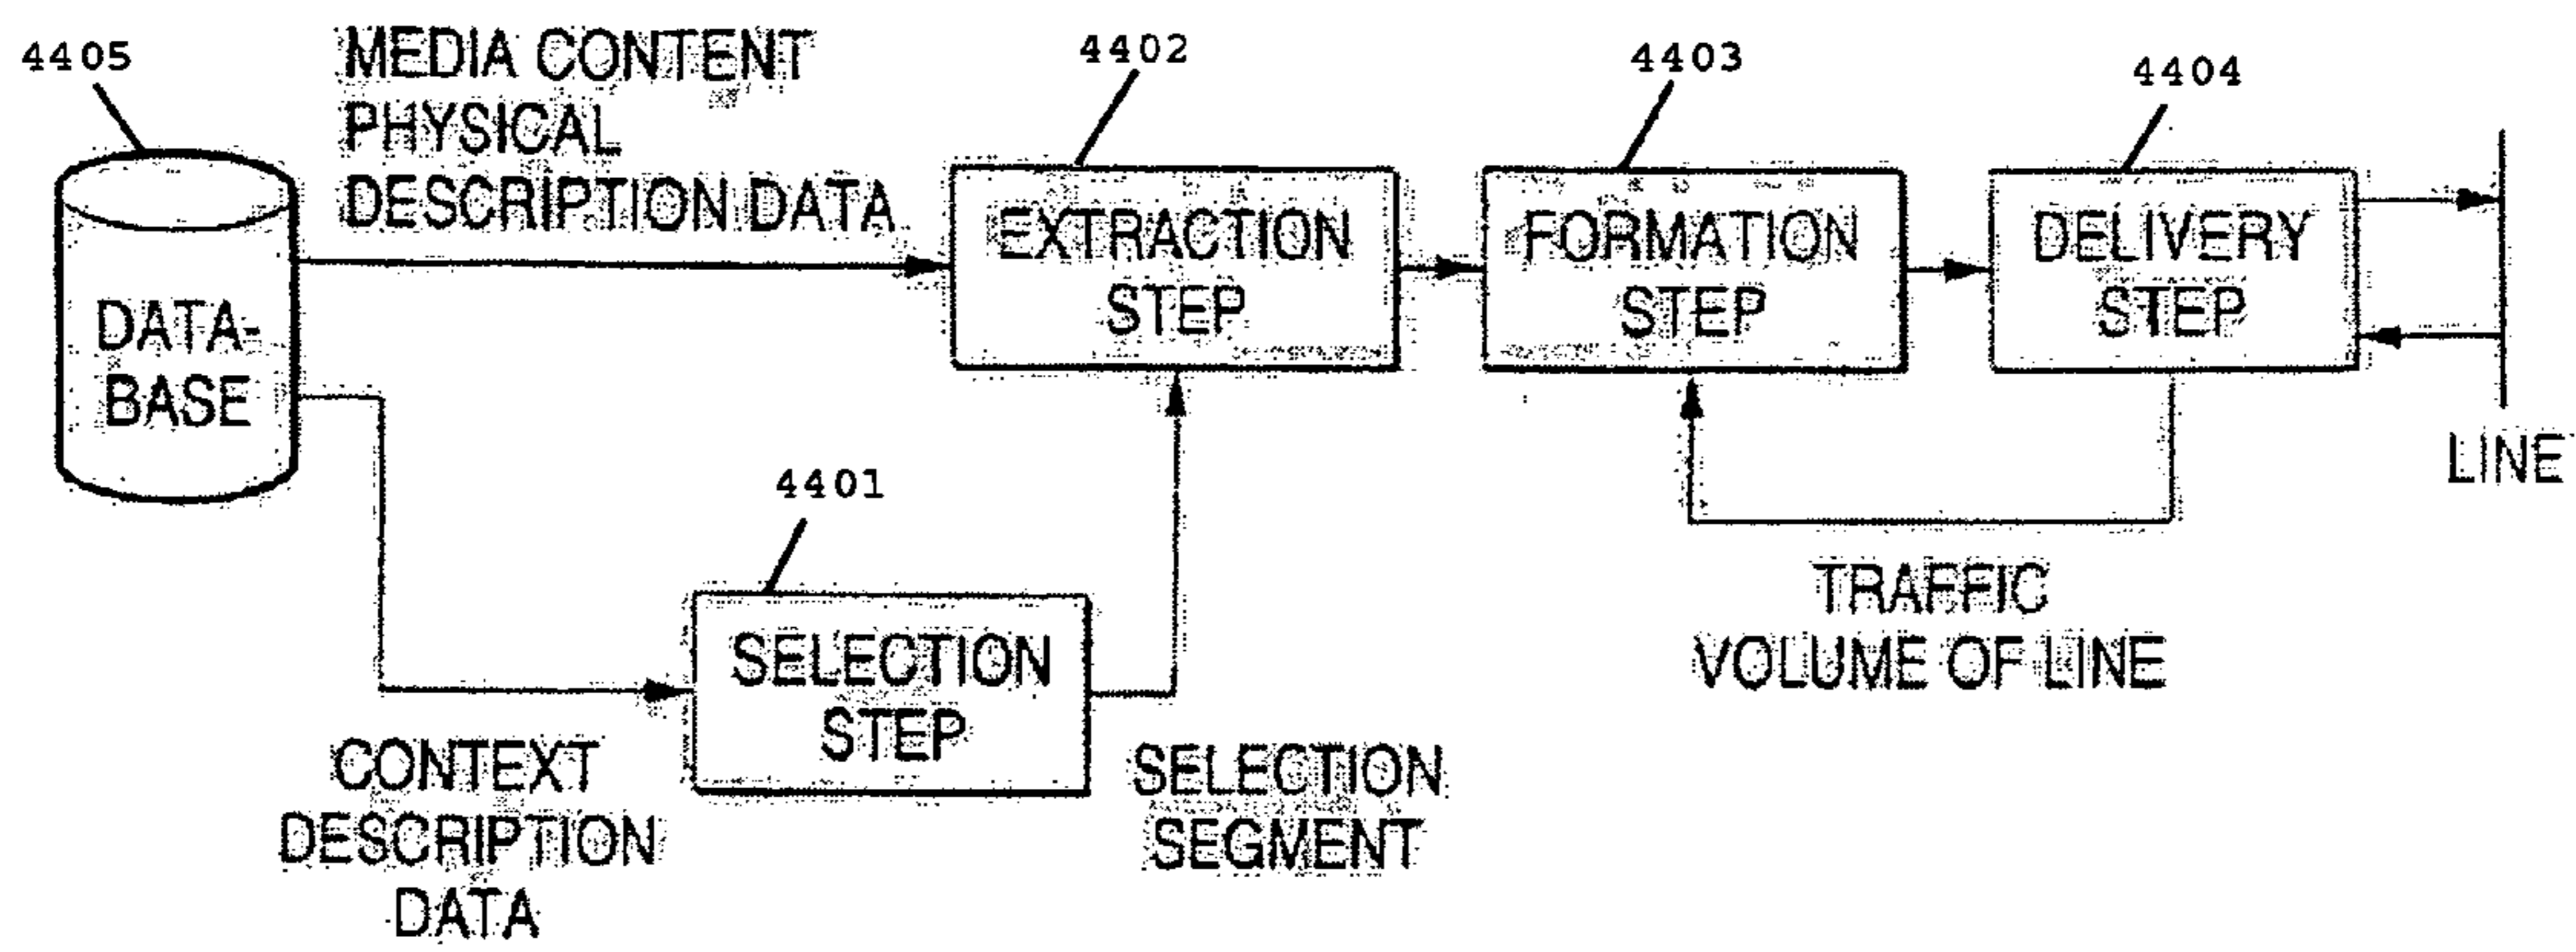 4405
MEDIA CONTENT
PHYSICAL
DESCRIPTION DATA
4402
4403
4404
DATA-
BASE
EXTRACTION
STEP
FORMATION
STEP
DELIVERY
STEP
LINE
4401
SELECTION
STEP
TRAFFIC
VOLUME OF LINE
CONTEXT
DESCRIPTION
DATA
SELECTION
SEGMENT